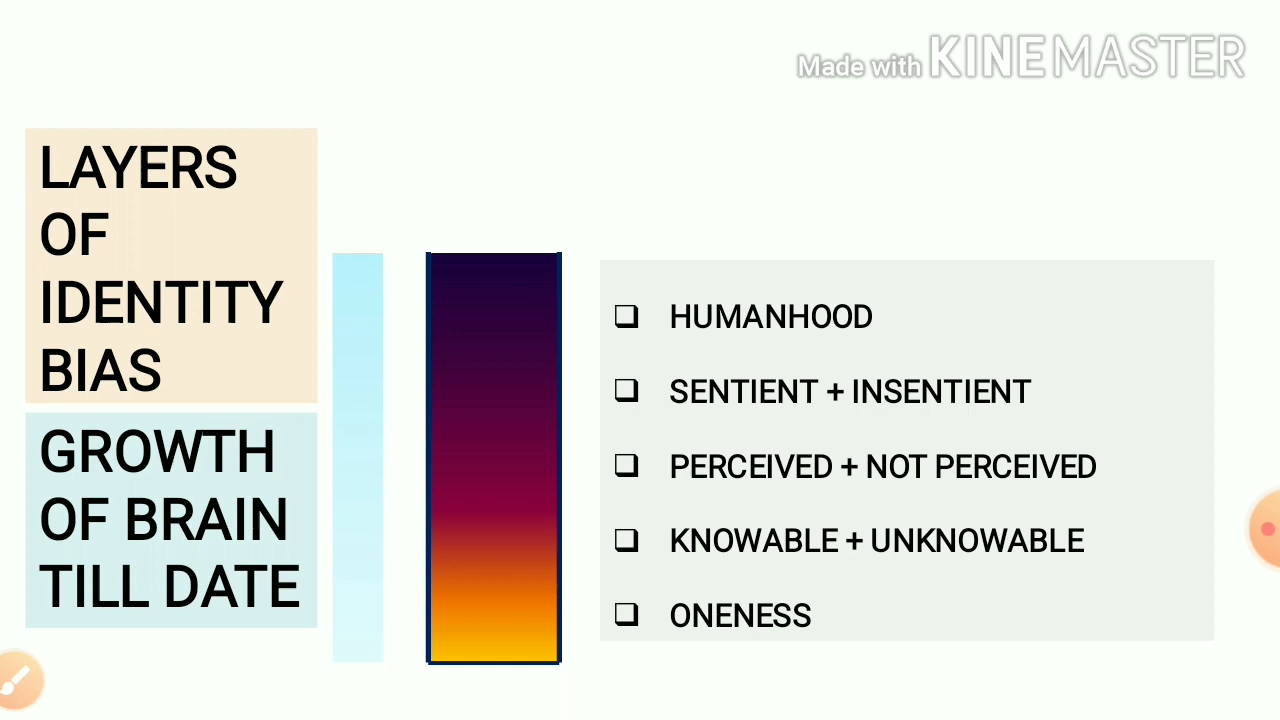 Made with KINEMASTER
LAYERS
OF
IDENTITY
BIAS
GROWTH
OF BRAIN
TILL DATE
❑ HUMANHOOD
❑ SENTIENT + INSENTIENT
❑ PERCEIVED + NOT PERCEIVED
❑ KNOWABLE + UNKNOWABLE
❑ ONENESS